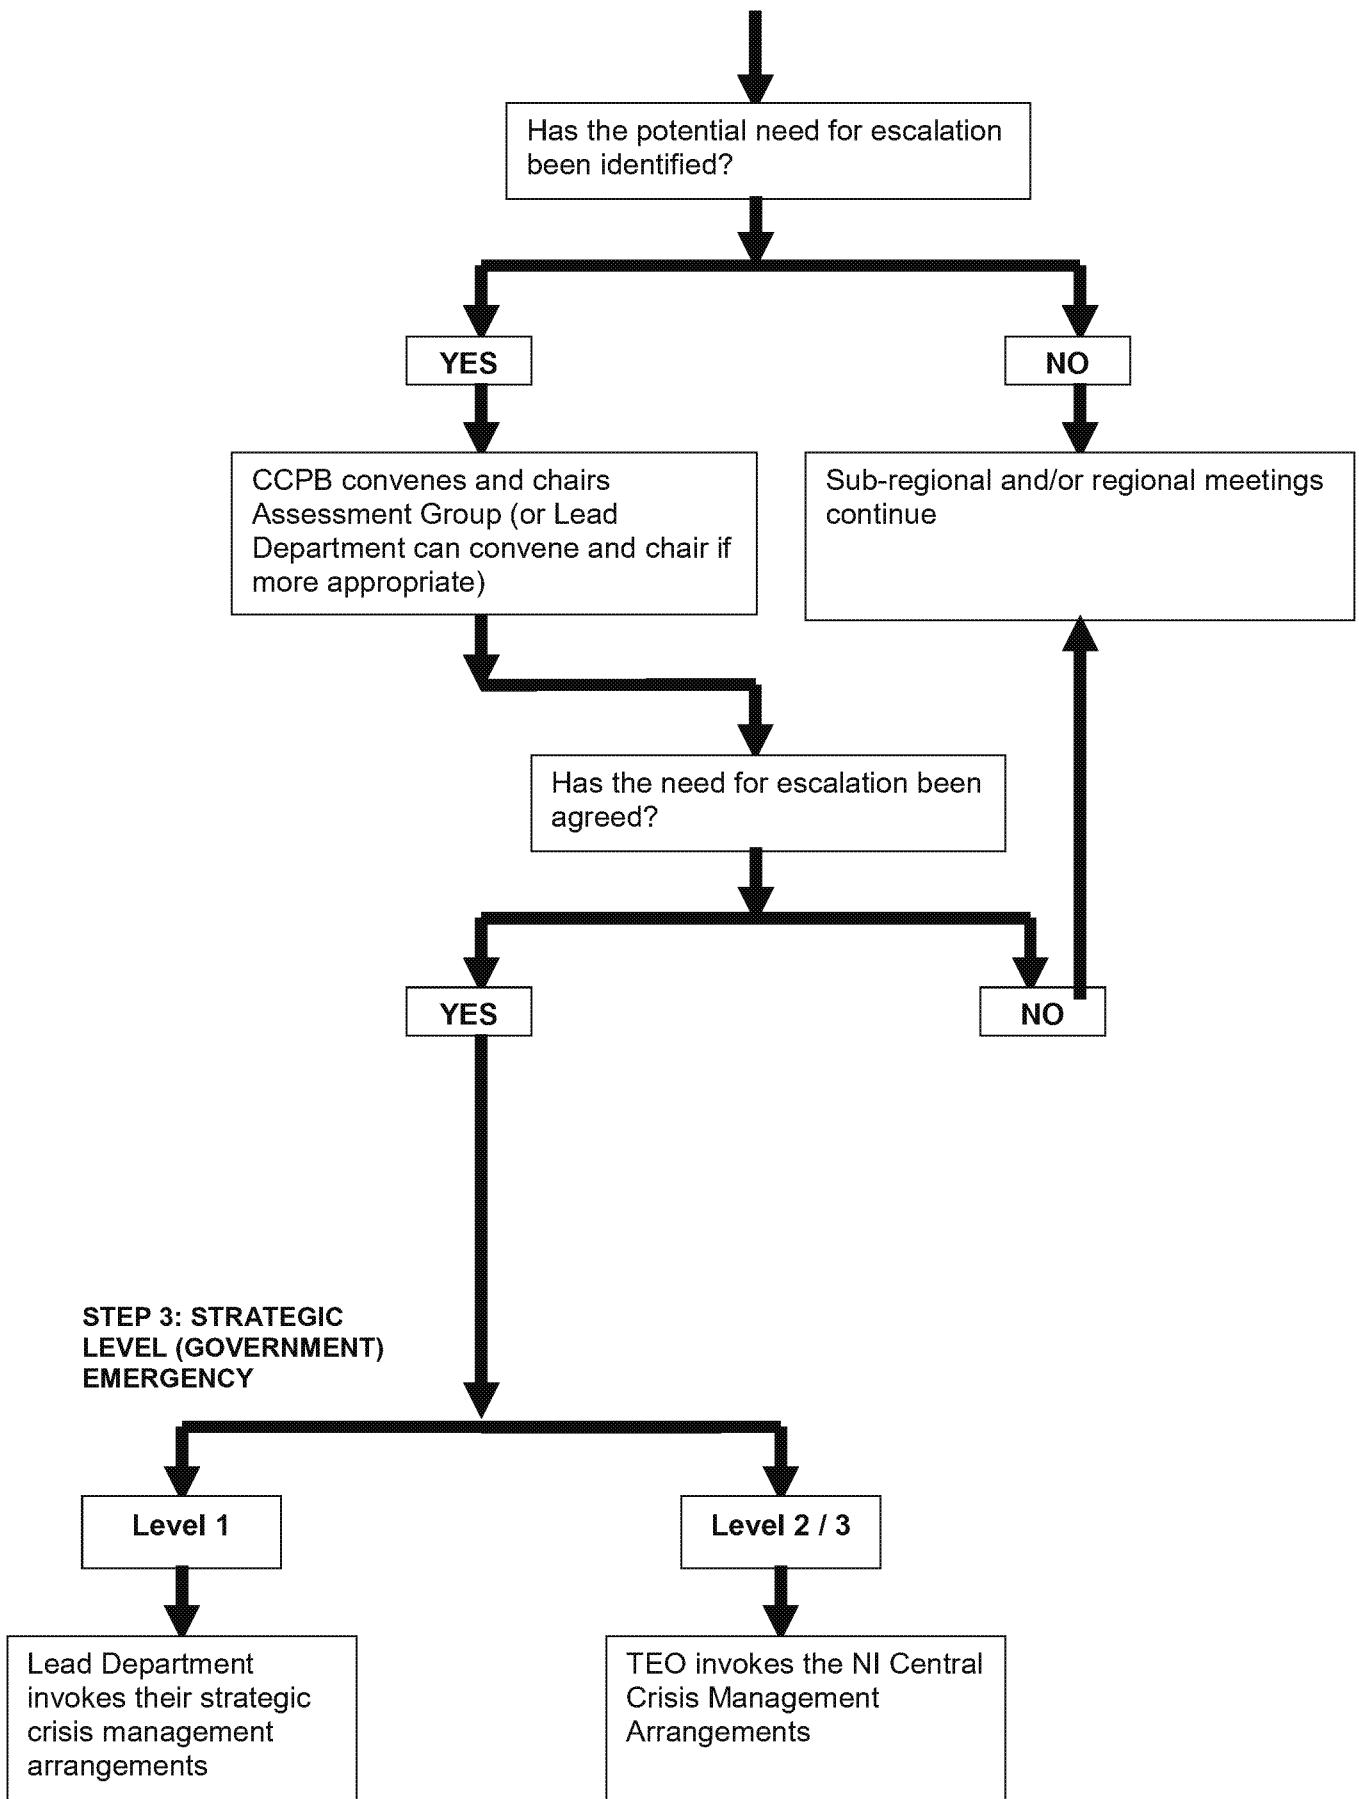 Has the potential need for escalation
been identified?
YES
NO
CCPB convenes and chairs
Assessment Group (or Lead
Department can convene and chair if
more appropriate)
Sub-regional and/or regional meetings
continue
Has the need for escalation been
agreed?
YES
NO
STEP 3: STRATEGIC
LEVEL (GOVERNMENT)
EMERGENCY
Level 1
Level 2 / 3
Lead Department
invokes their strategic
crisis management
arrangements
TEO invokes the NI Central
Crisis Management
Arrangements